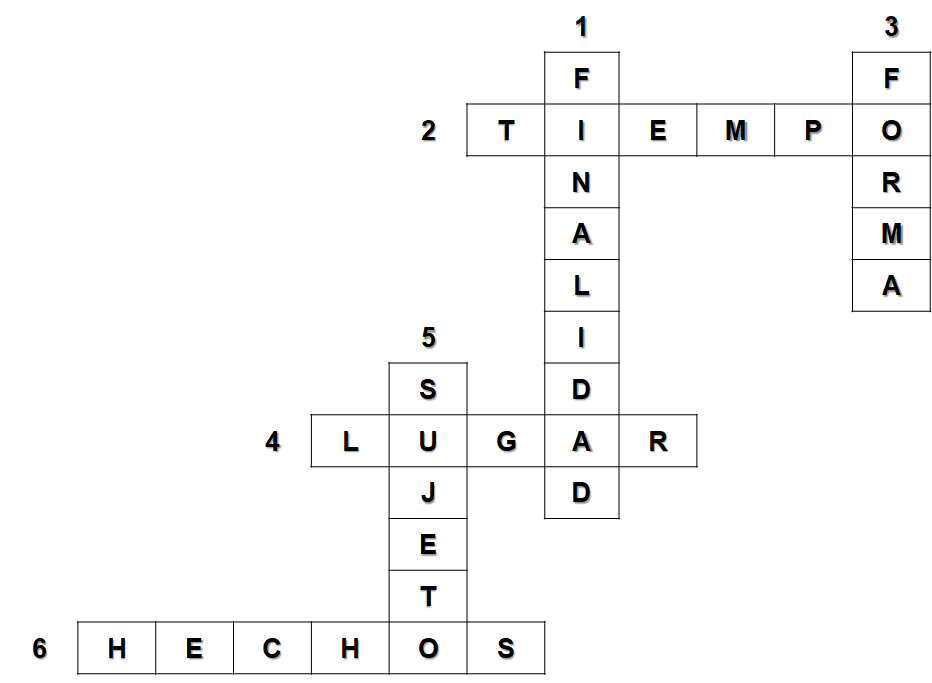 1 3
F F
2 T I E M P O
N R
A M
L A
5 I
S D
4 L U G A R
J D
E
T
6 H E C H O S